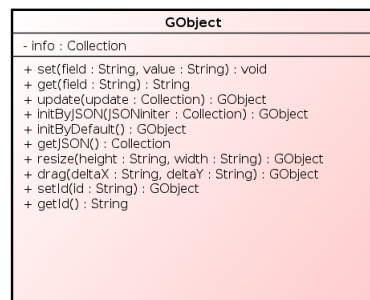 GObject
- info : Collection
+ set(field : String, value : String) : void
+ get(field : String) : String
+ update(update : Collection) : GObject
+ initByJSON(JSONiniter : Collection) : GObject
+ initByDefault() : GObject
+ getJSON() : Collection
+ resize(height : String, width : String) : GObject
+ drag(deltaX : String, deltaY : String) : GObject
+ setId(id : String) : GObject
+ getId() : String